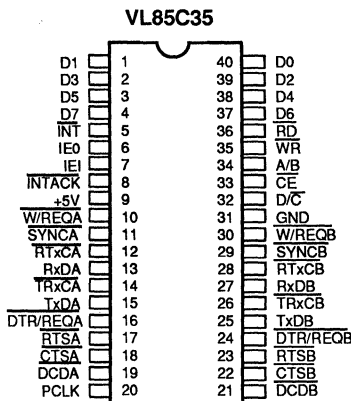 VL85C35
D1 1 40 D0
D3 2 39 D2
D5 3 38 D4
D7 4 37 D6
INT 5 36 RD
IE0 6 35 WR
IEI 7 34 A/B
INTACK 8 33 CE
+5V 9 32 D/C
W/REQA 10 31 GND
SYNCA 11 30 W/REQB
RTxCA 12 29 SYNCB
RxDA 13 28 RTxCB
TRxCA 14 27 RxDB
TxDA 15 26 TRxCB
DTR/REQA 16 25 TxDB
RTSA 17 24 DTR/REQB
CTSA 18 23 RTSB
DCDA 19 22 CTSB
PCLK 20 21 DCDB